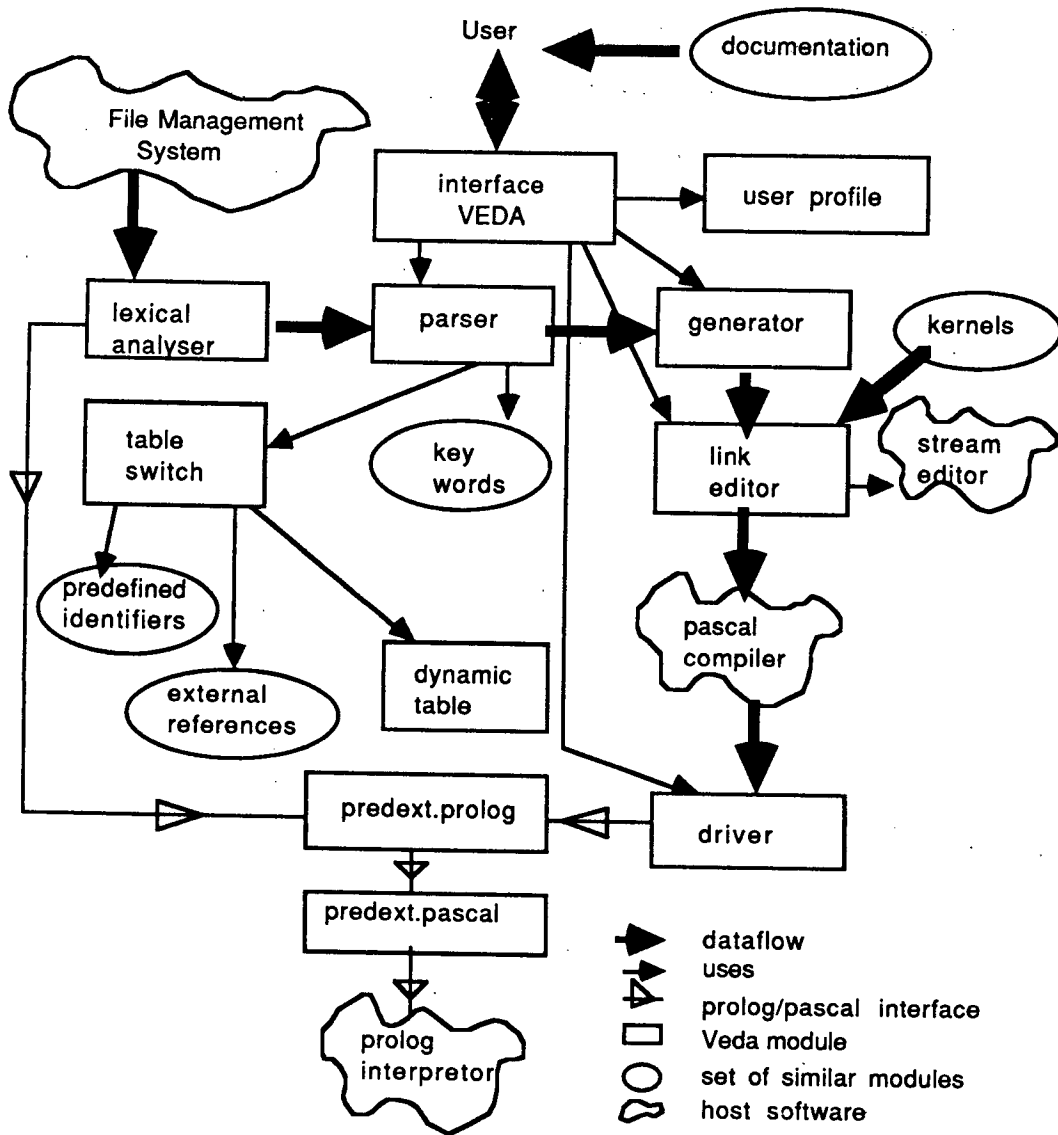 User
documentation
File Management
System
interface
VEDA
user profile
lexical
analyser
parser
generator
kernels
table
switch
key
words
link
editor
stream
editor
predefined
identifiers
external
references
dynamic
table
pascal
compiler
predext.prolog
driver
predext.pascal
prolog
interpretor
dataflow
uses
prolog/pascal interface
Veda module
set of similar modules
host software